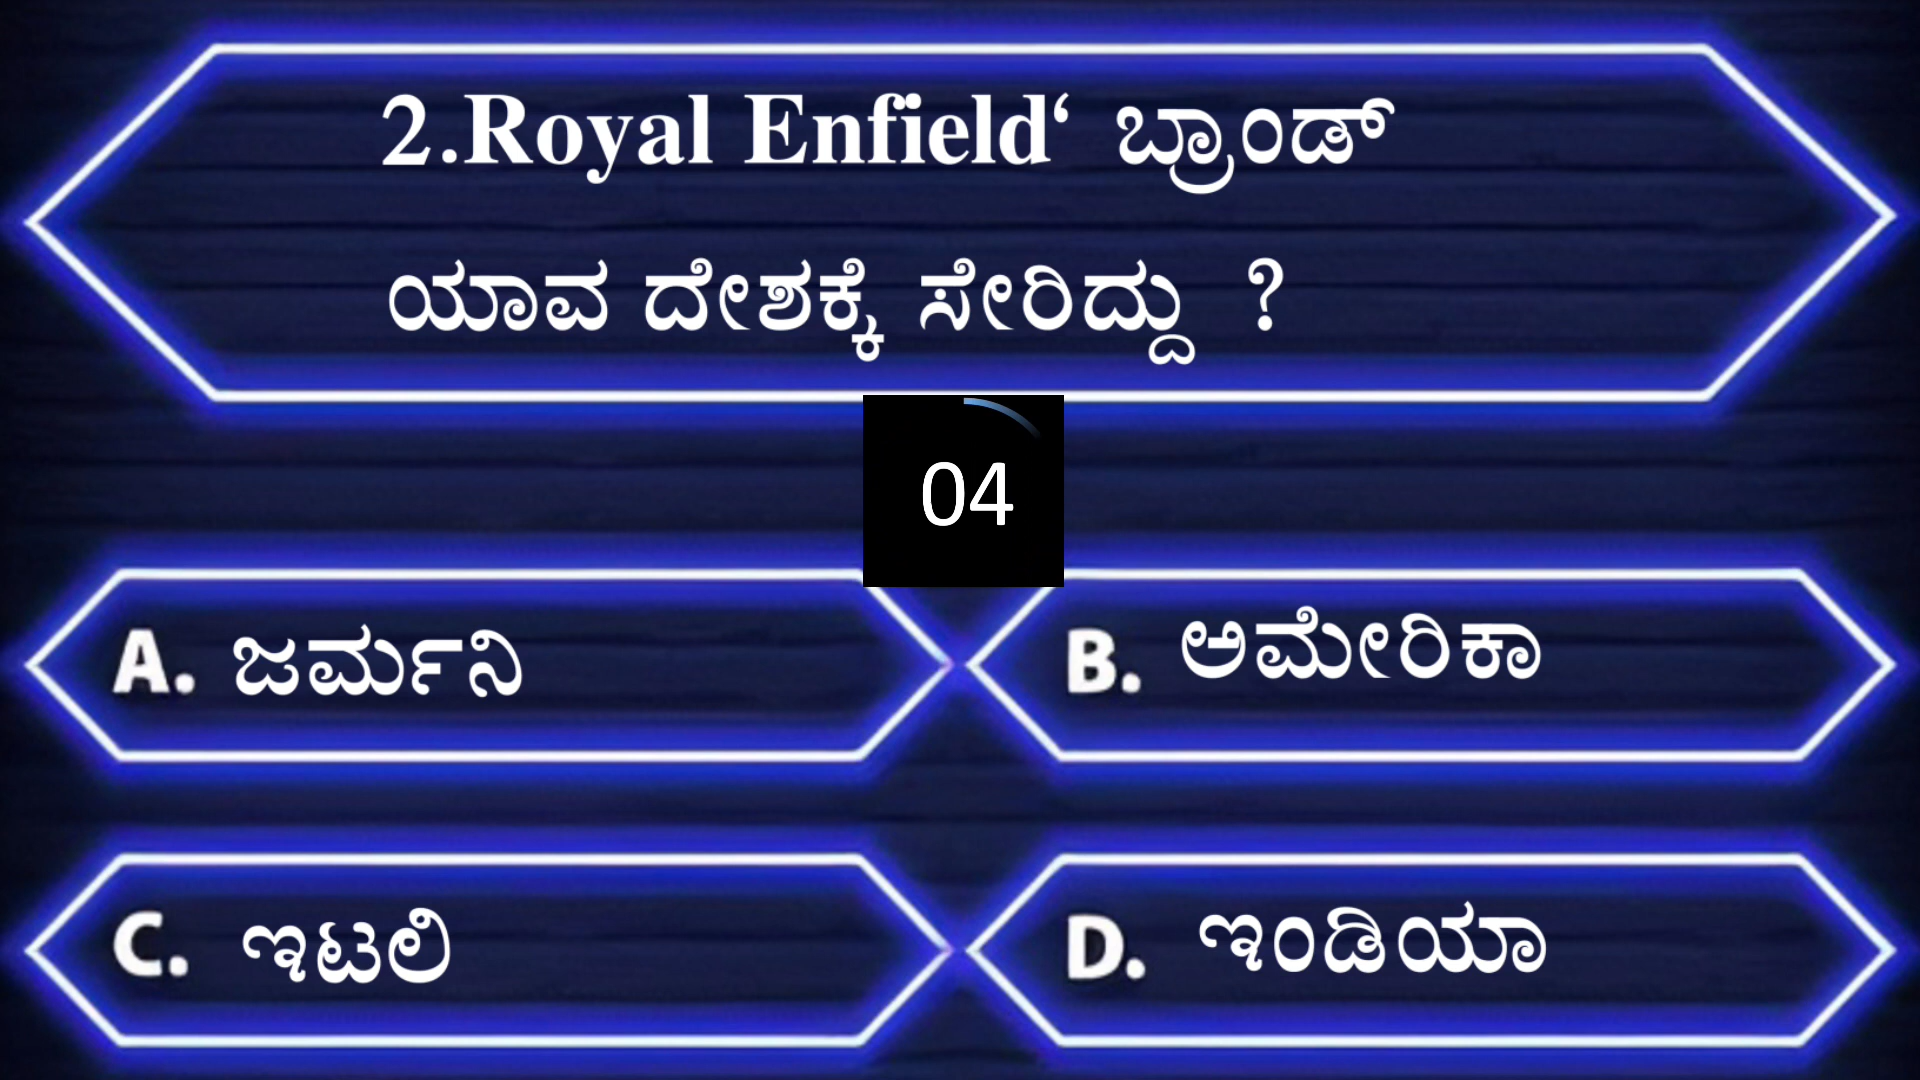 2.Royal Enfield‘ ಬ್ರಾಂಡ್
ಯಾವ ದೇಶಕ್ಕೆ ಸೇರಿದ್ದು ?
04
A. ಜರ್ಮನಿ
B. ಅಮೇರಿಕಾ
C. ಇಟಲಿ
D. ಇಂಡಿಯಾ